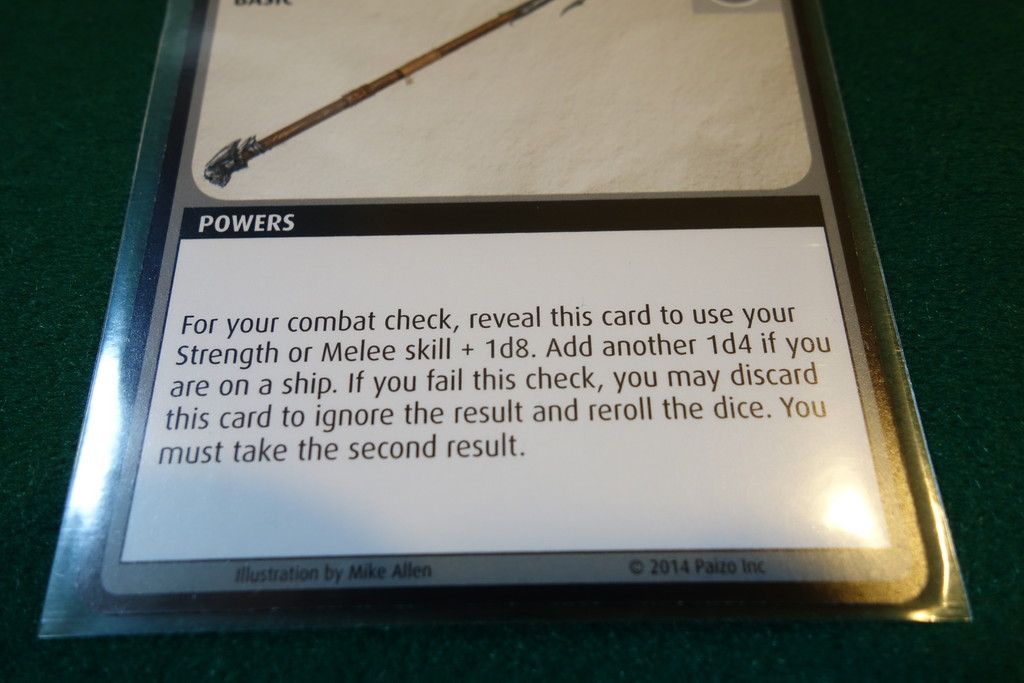 BASIC
POWERS
For your combat check, reveal this card to use your
Strength or Melee skill + 1d8. Add another 1d4 if you
are on a ship. If you fail this check, you may discard
this card to ignore the result and reroll the dice. You
must take the second result.
Illustration by Mike Allen
© 2014 Paizo Inc